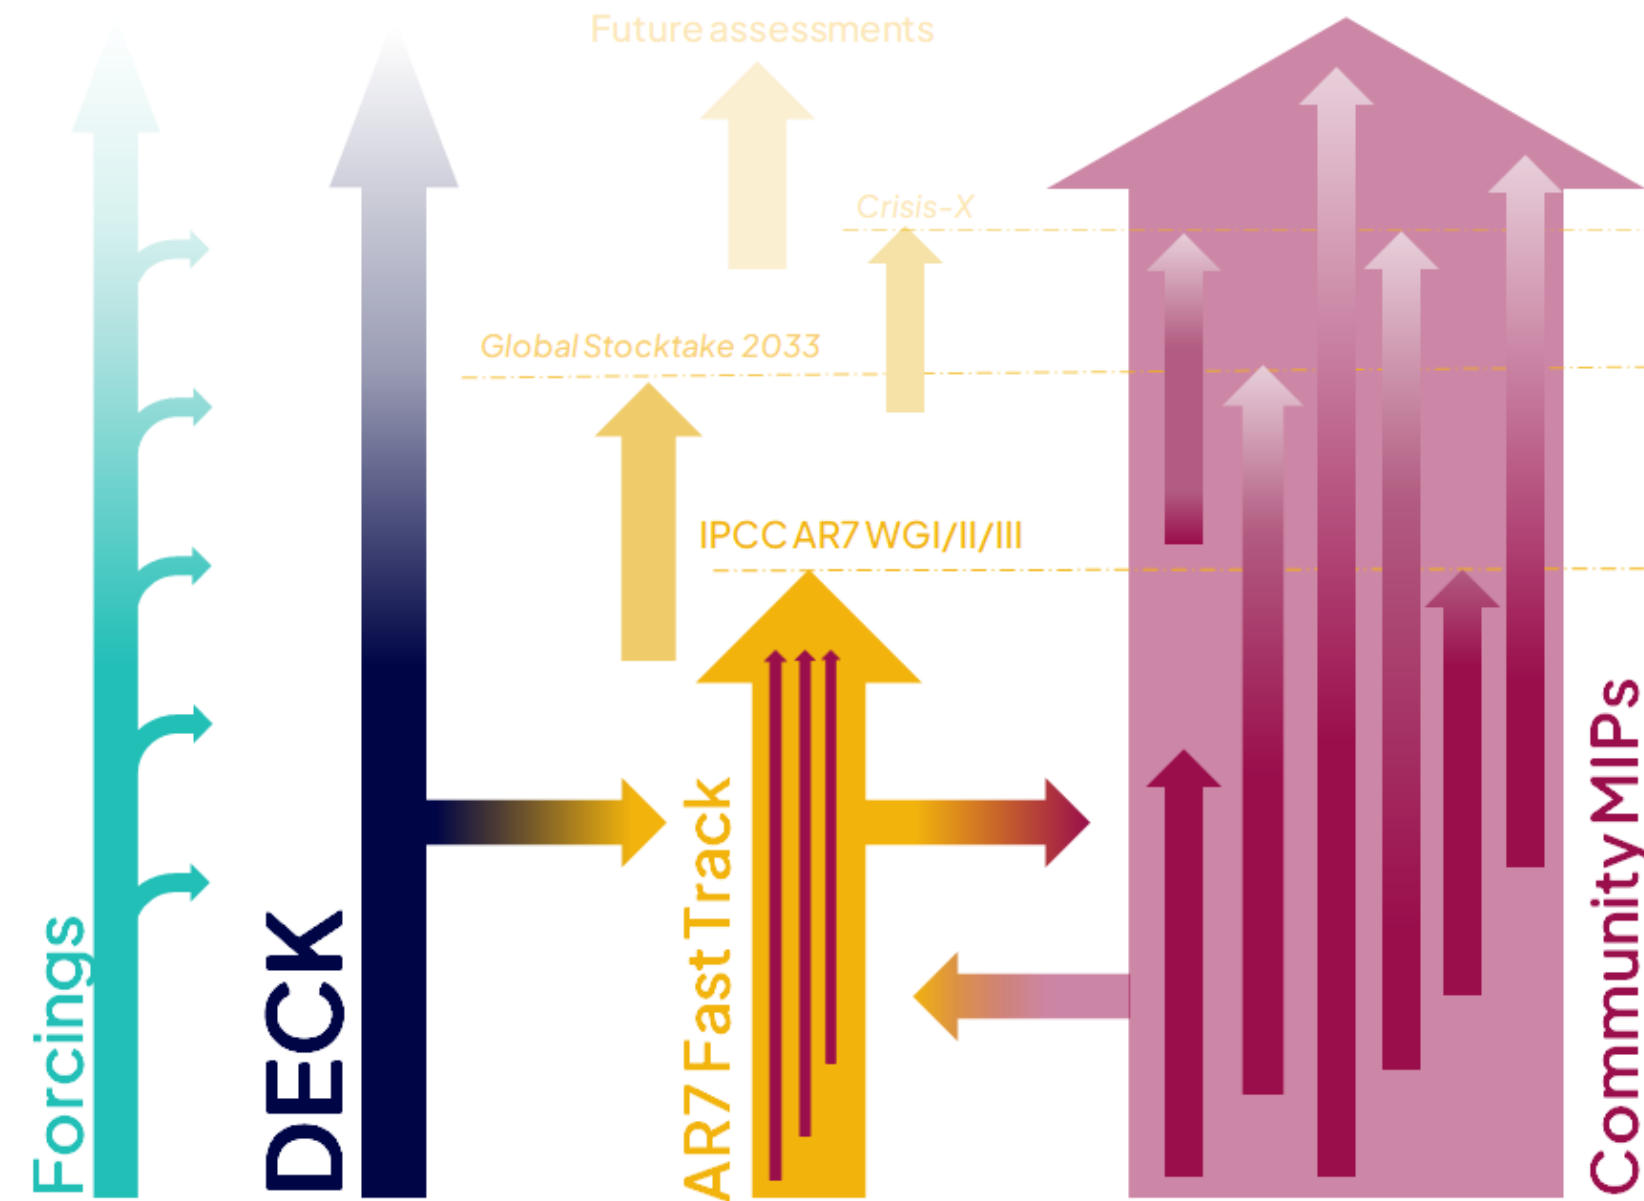 Future assessments
Crisis-X
Global Stocktake 2033
IPCC AR7 WGI/II/III
Forcings
DECK
AR7 Fast Track
Community MIPs